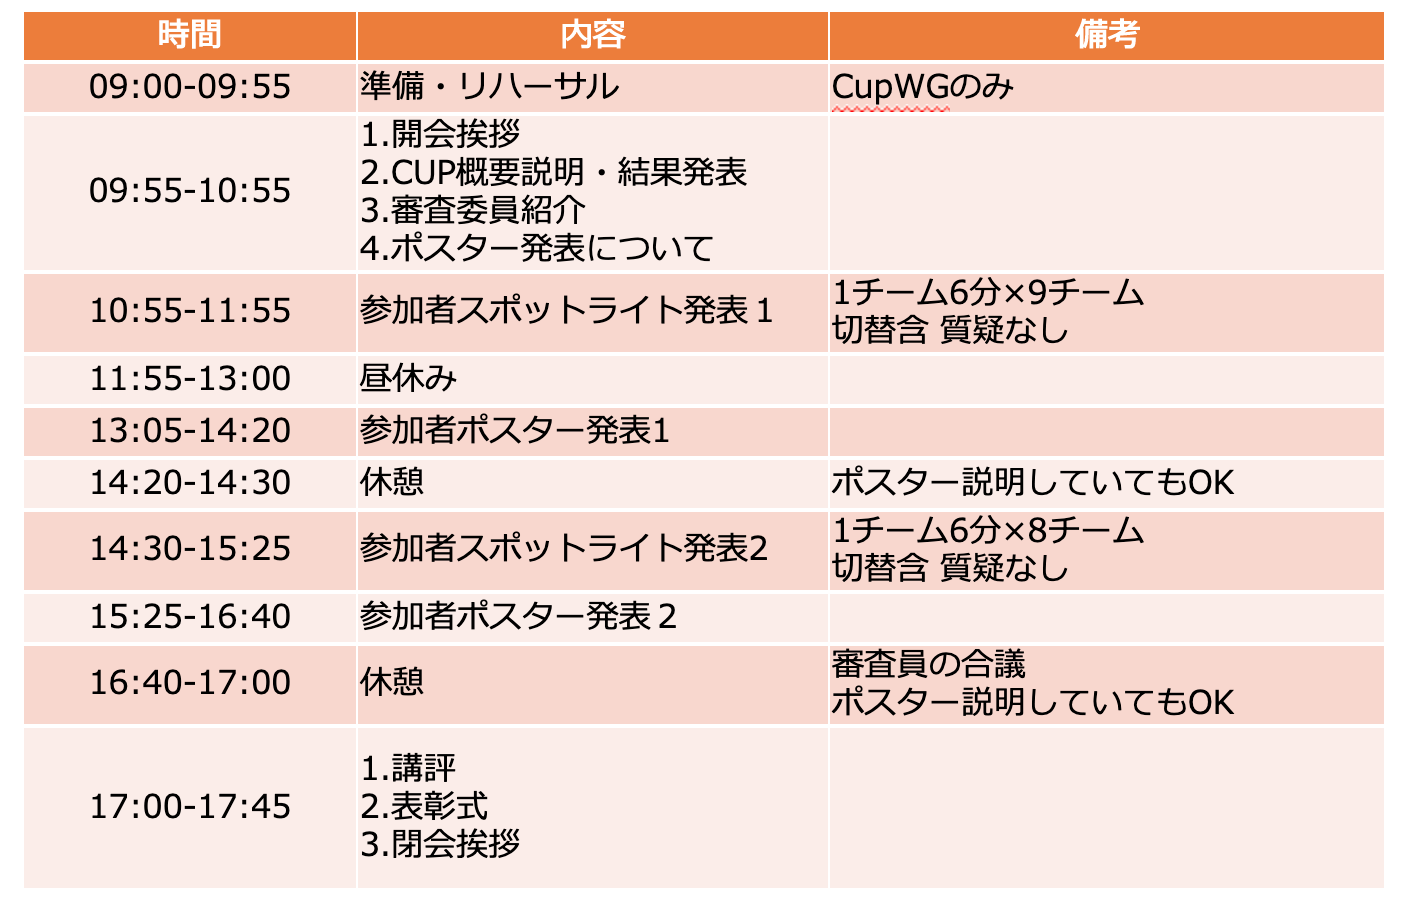 時間 内容 備考
09:00-09:55 準備・リハーサル CupWGのみ
09:55-10:55
1.開会挨拶
2.CUP概要説明・結果発表
3.審査委員紹介
4.ポスター発表について
10:55-11:55 参加者スポットライト発表１
1チーム6分×9チーム
切替含 質疑なし
11:55-13:00 昼休み
13:05-14:20 参加者ポスター発表1
14:20-14:30 休憩 ポスター説明していてもOK
14:30-15:25 参加者スポットライト発表2
1チーム6分×8チーム
切替含 質疑なし
15:25-16:40 参加者ポスター発表２
16:40-17:00 休憩
審査員の合議
ポスター説明していてもOK
17:00-17:45
1.講評
2.表彰式
3.閉会挨拶